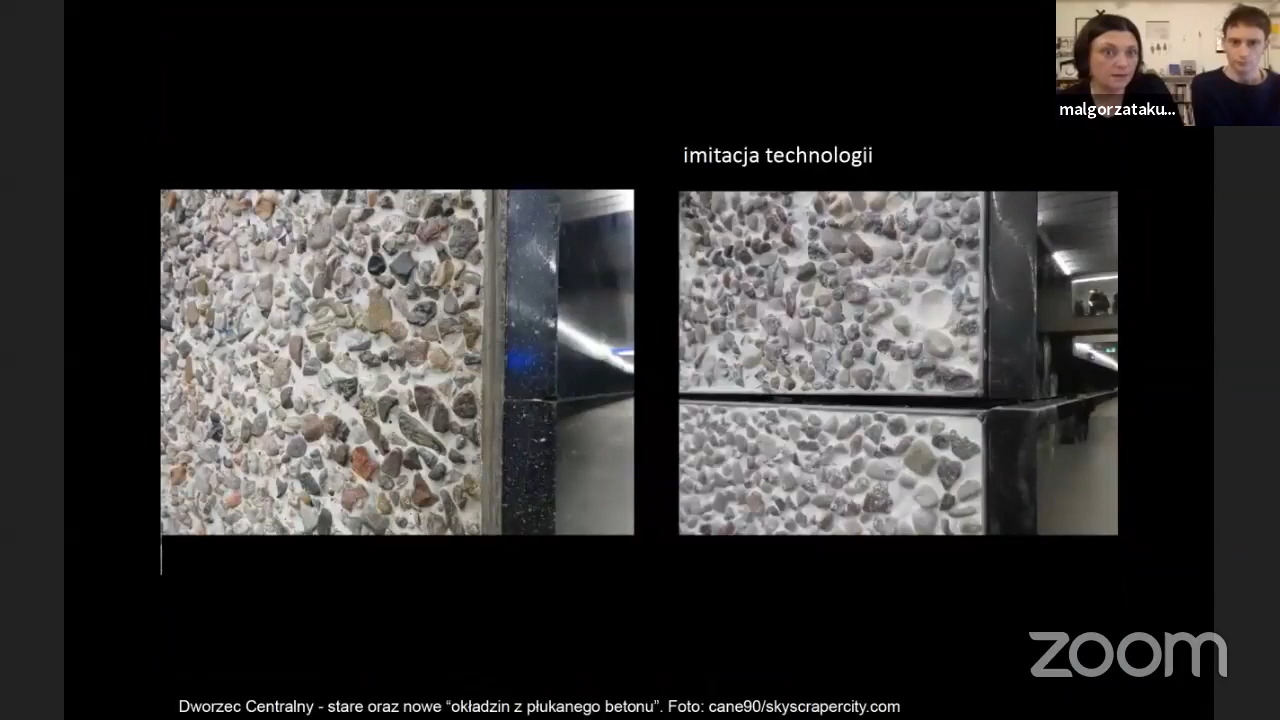 malgorzataku...
imitacja technologii
zoom
Dworzec Centralny - stare oraz nowe “okładzin z płukanego betonu”. Foto: cane90/skyscrapercity.com